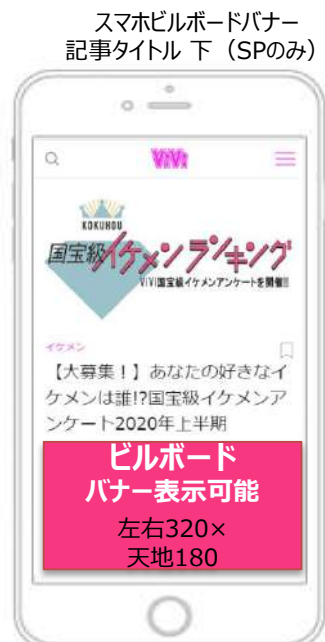 スマホビルボードバナー
記事タイトル 下（SPのみ）
ViVi
KOKUHOU
国宝級イケメンランキング
ViVi国宝級イケメンアンケートを開催!!
イケメン
【大募集！】あなたの好きなイ
ケメンは誰!?国宝級イケメンア
ンケート2020年上半期
ビルボード
バナー表示可能
左右320×
天地180